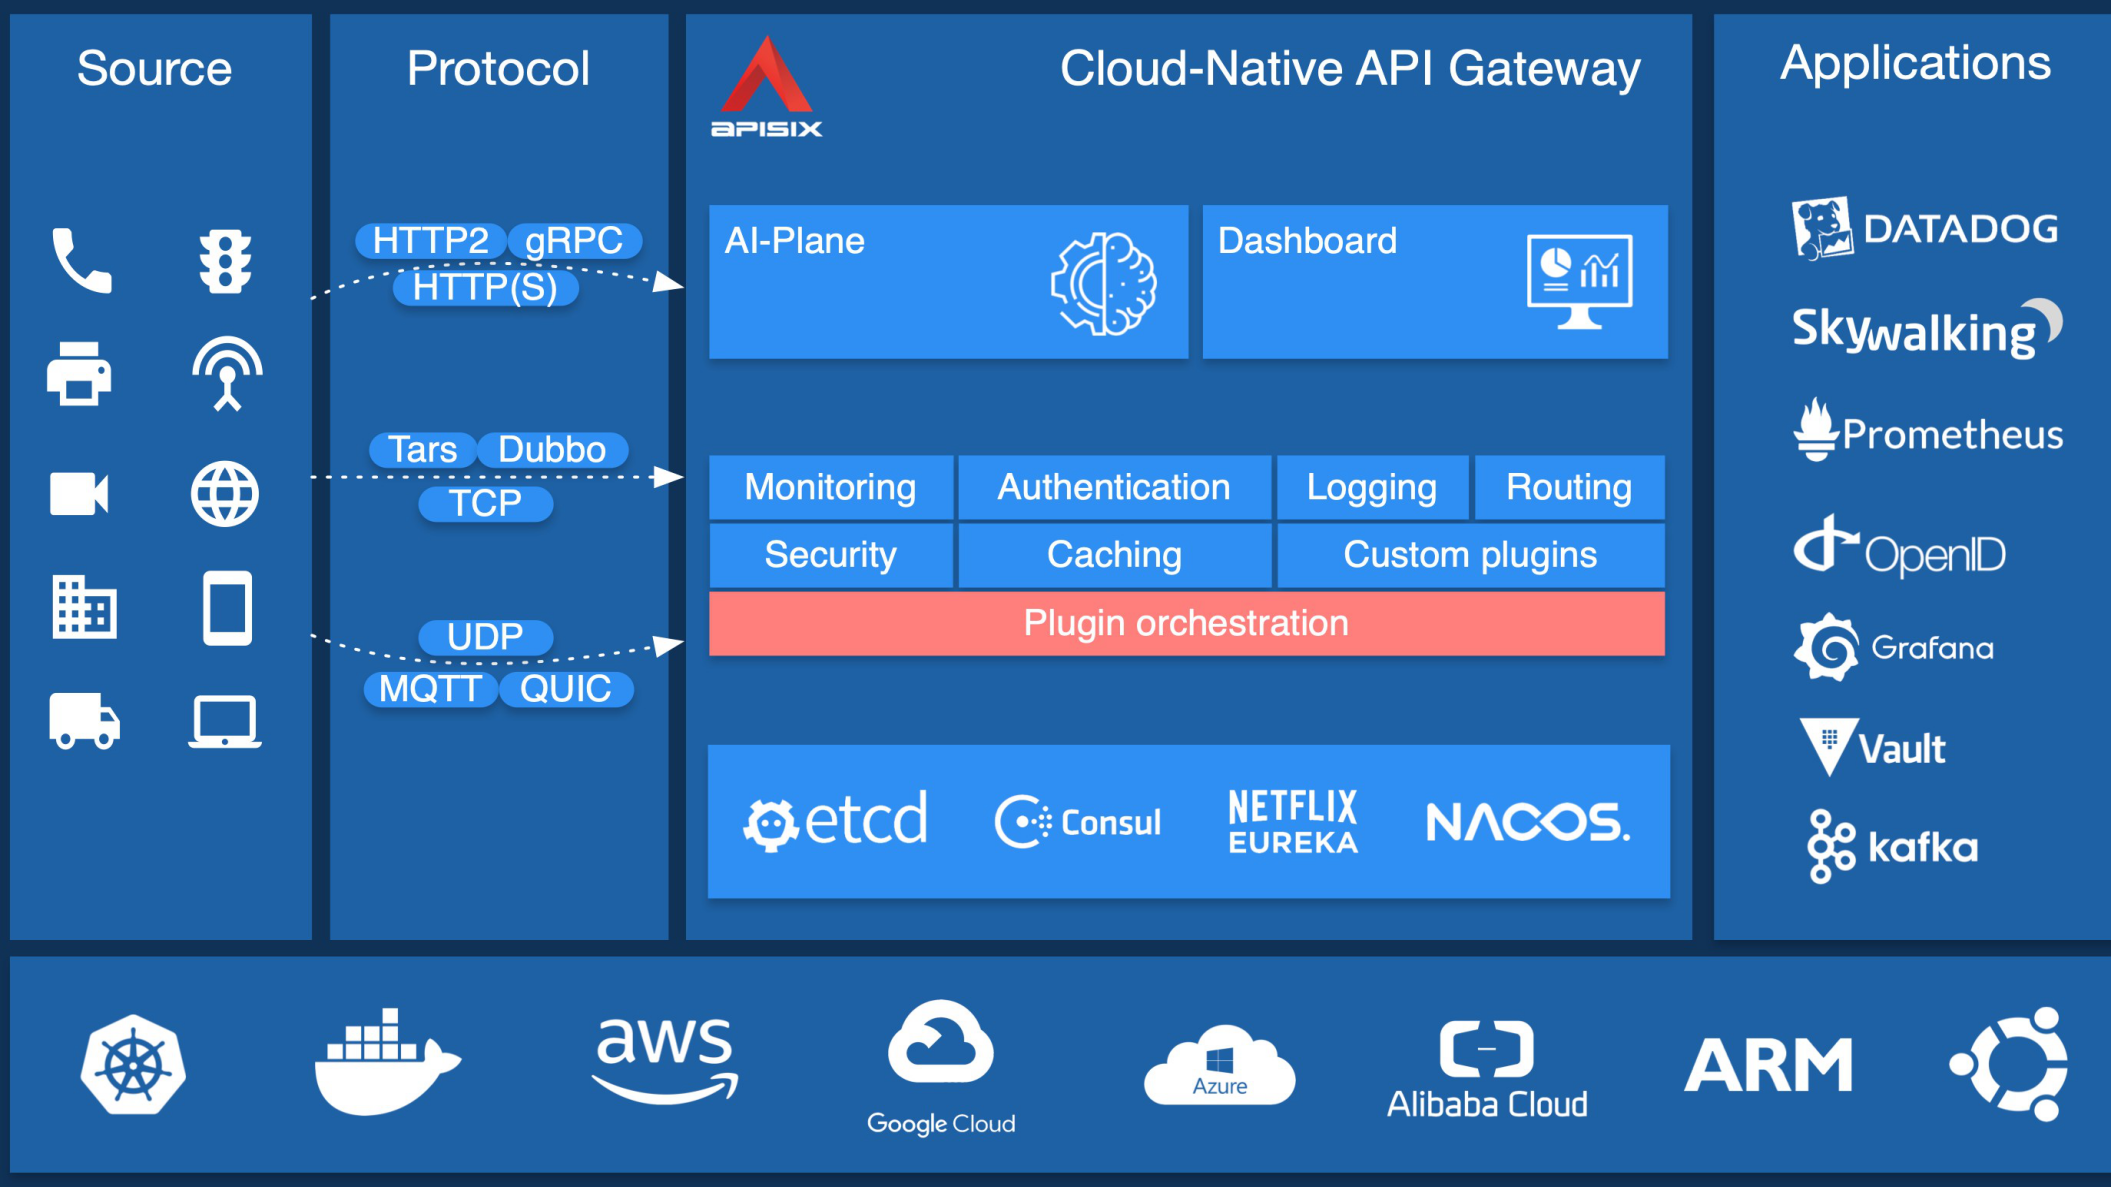 Source
Protocol
HTTP2
gRPC
HTTP(S)
Tars
Dubbo
TCP
UDP
MQTT
QUIC
APISIX
Cloud-Native API Gateway
AI-Plane
Dashboard
Monitoring
Authentication
Logging
Routing
Security
Caching
Custom plugins
Plugin orchestration
etcd
Consul
NETFLIX
EUREKA
NACOS.
Applications
DATADOG
Skywalking
Prometheus
OpenID
Grafana
Vault
kafka
aws
Google Cloud
Azure
Alibaba Cloud
ARM